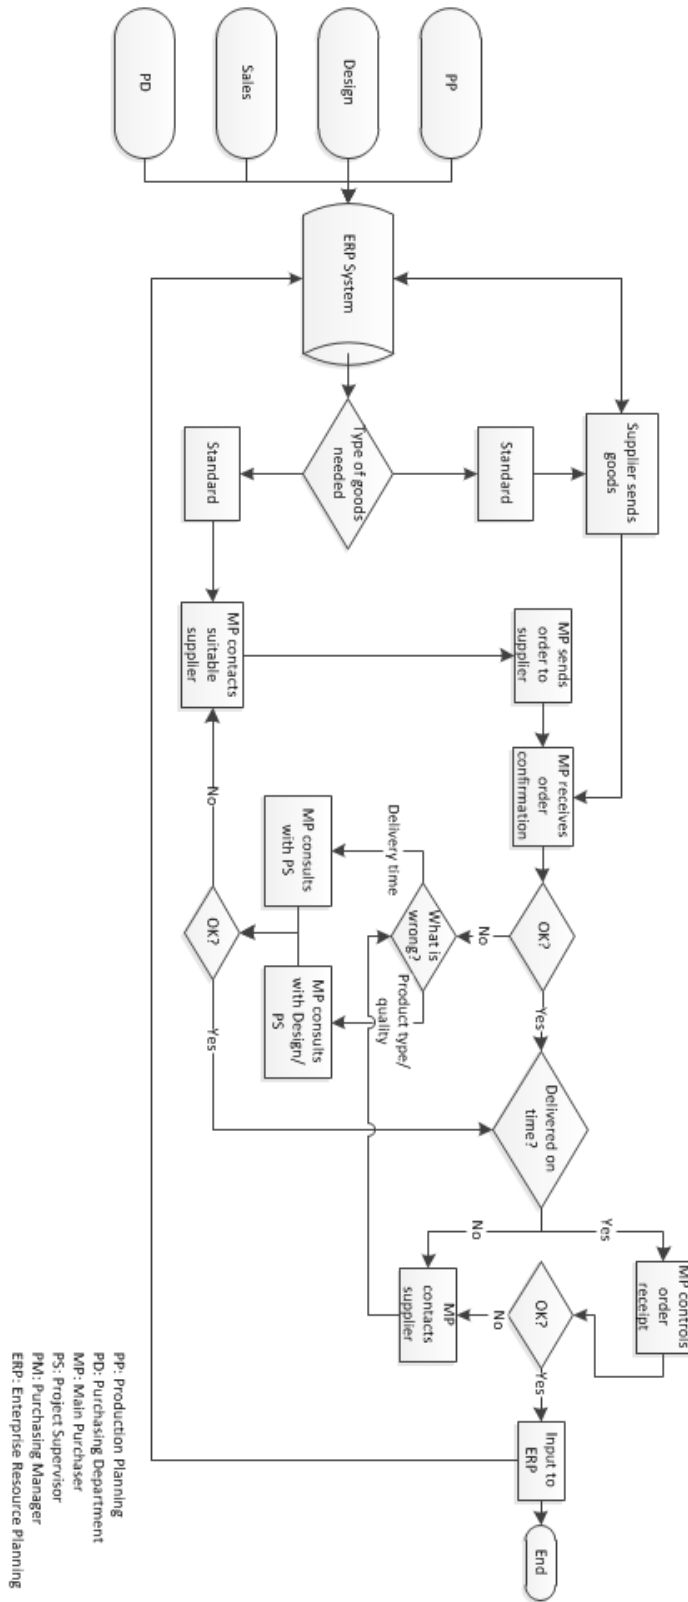 PP
Design
Sales
PD
ERP System
Type of goods
needed
Standard
Standard
Supplier sends
goods
MP contacts
suitable
supplier
MP sends
order to
supplier
MP receives
order
confirmation
OK?
No
Yes
What is
wrong?
Delivery time
Product type/
quality
MP consults
with PS
MP consults
with Design/
PS
OK?
No
Yes
Delivered on
time?
Yes
No
MP controls
order
receipt
MP
contacts
supplier
OK?
No
Yes
Input to
ERP
End
PP: Production Planning
PD: Purchasing Department
MP: Main Purchaser
PS: Project Supervisor
PM: Purchasing Manager
ERP: Enterprise Resource Planning